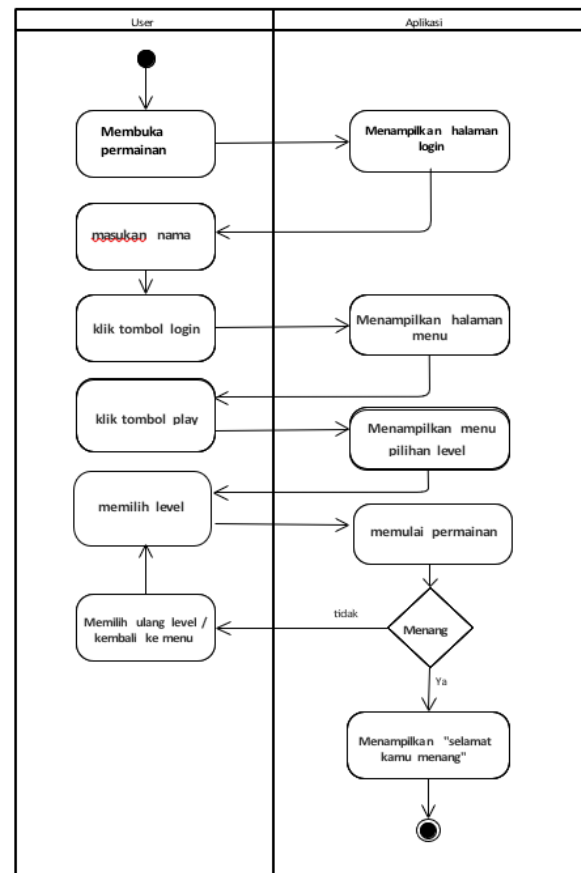 User
Aplikasi
Membuka
permainan
Menampilkan halaman
login
masukan nama
klik tombol login
Menampilkan halaman
menu
klik tombol play
Menampilkan menu
pilihan level
memilih level
memulai permainan
Memilih ulang level /
kembali ke menu
tidak
Menang
Ya
Menampilkan "selamat
kamu menang"